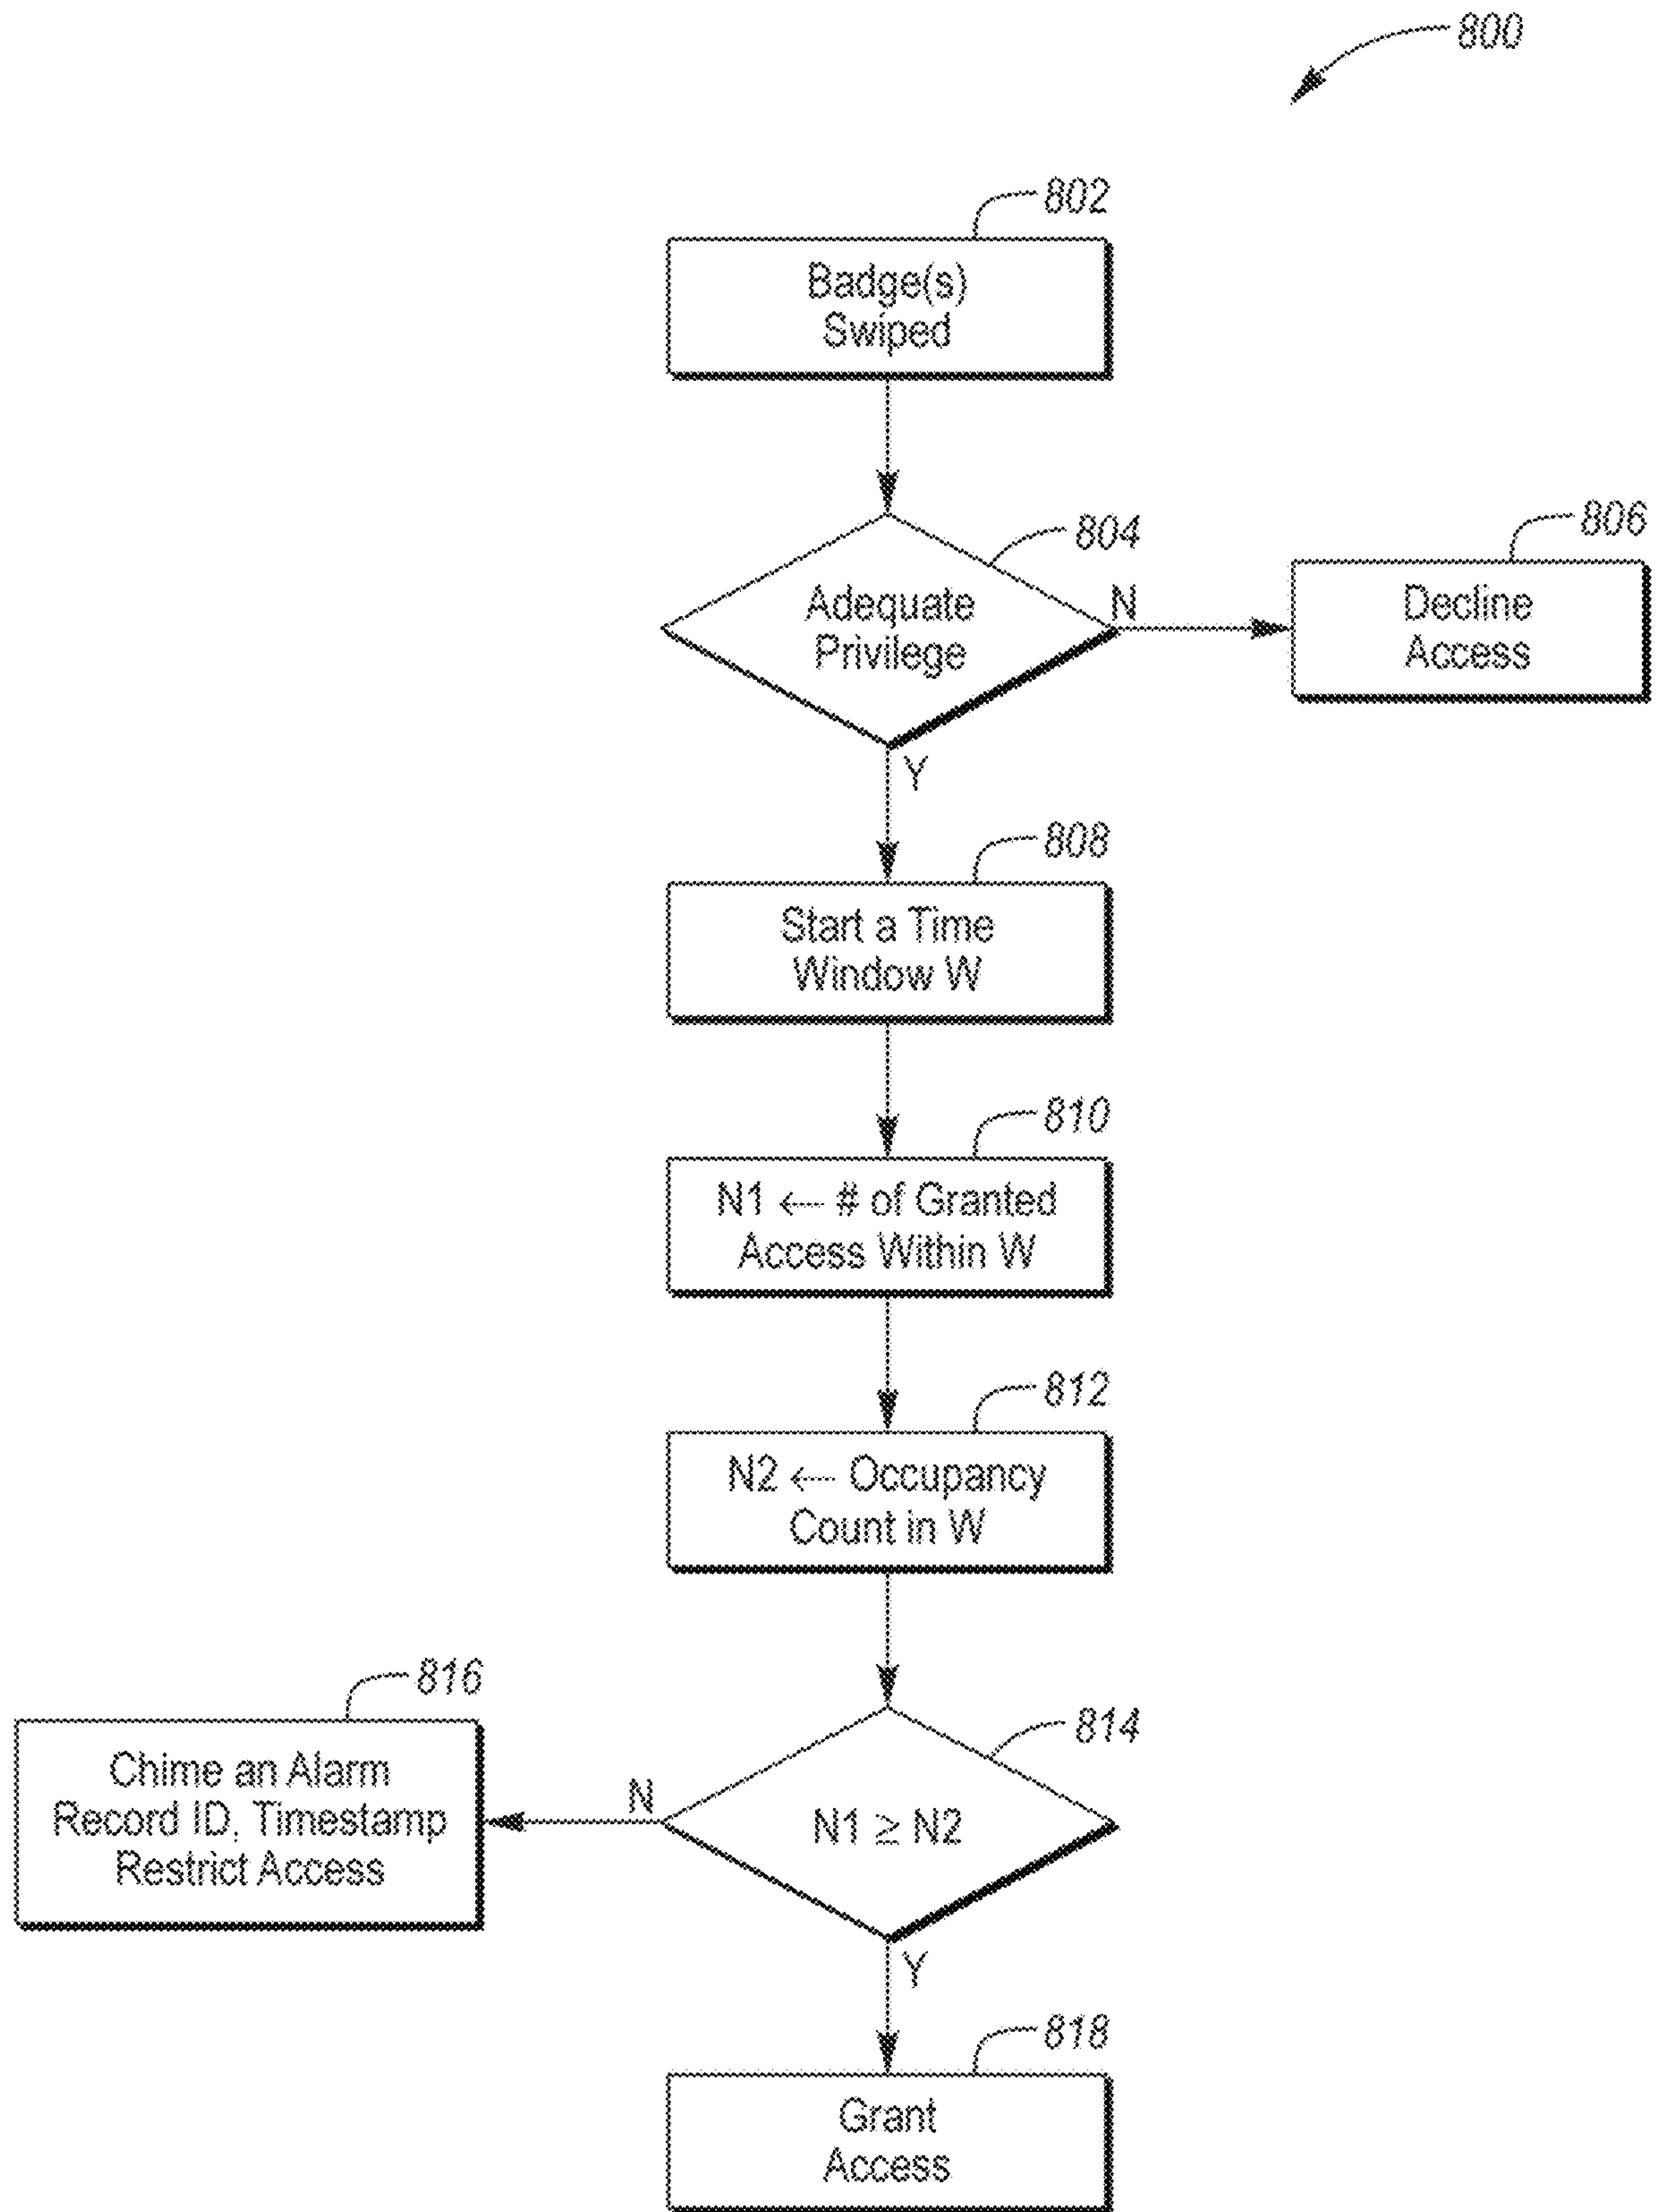 800
802
Badge(s)
Swiped
804
Adequate
Privilege
N
806
Decline
Access
Y
808
Start a Time
Window W
810
N1 ← # of Granted
Access Within W
812
N2 ← Occupancy
Count in W
814
N1 ≥ N2
N
816
Chime an Alarm
Record ID, Timestamp
Restrict Access
Y
818
Grant
Access